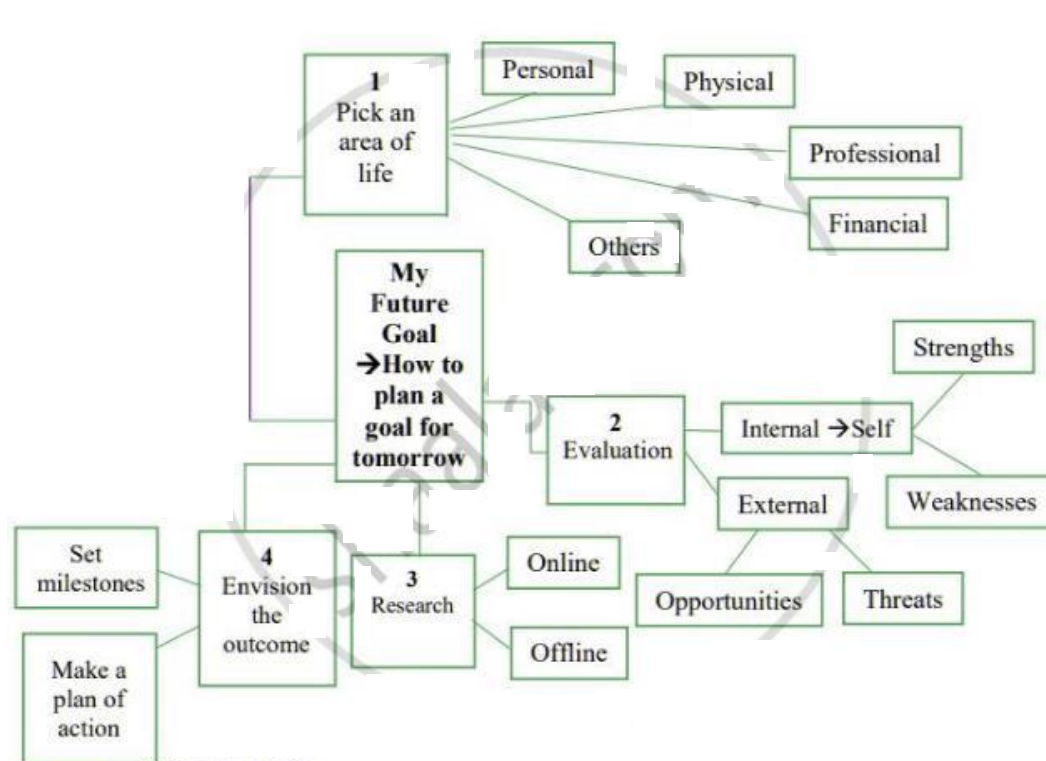 1
Pick an
area of
life
Personal
Physical
Professional
Financial
Others
My
Future
Goal
→How to
plan a
goal for
tomorrow
2
Evaluation
Internal →Self
Strengths
Weaknesses
External
Opportunities
Threats
3
Research
Online
Offline
4
Envision
the
outcome
Set
milestones
Make a
plan of
action